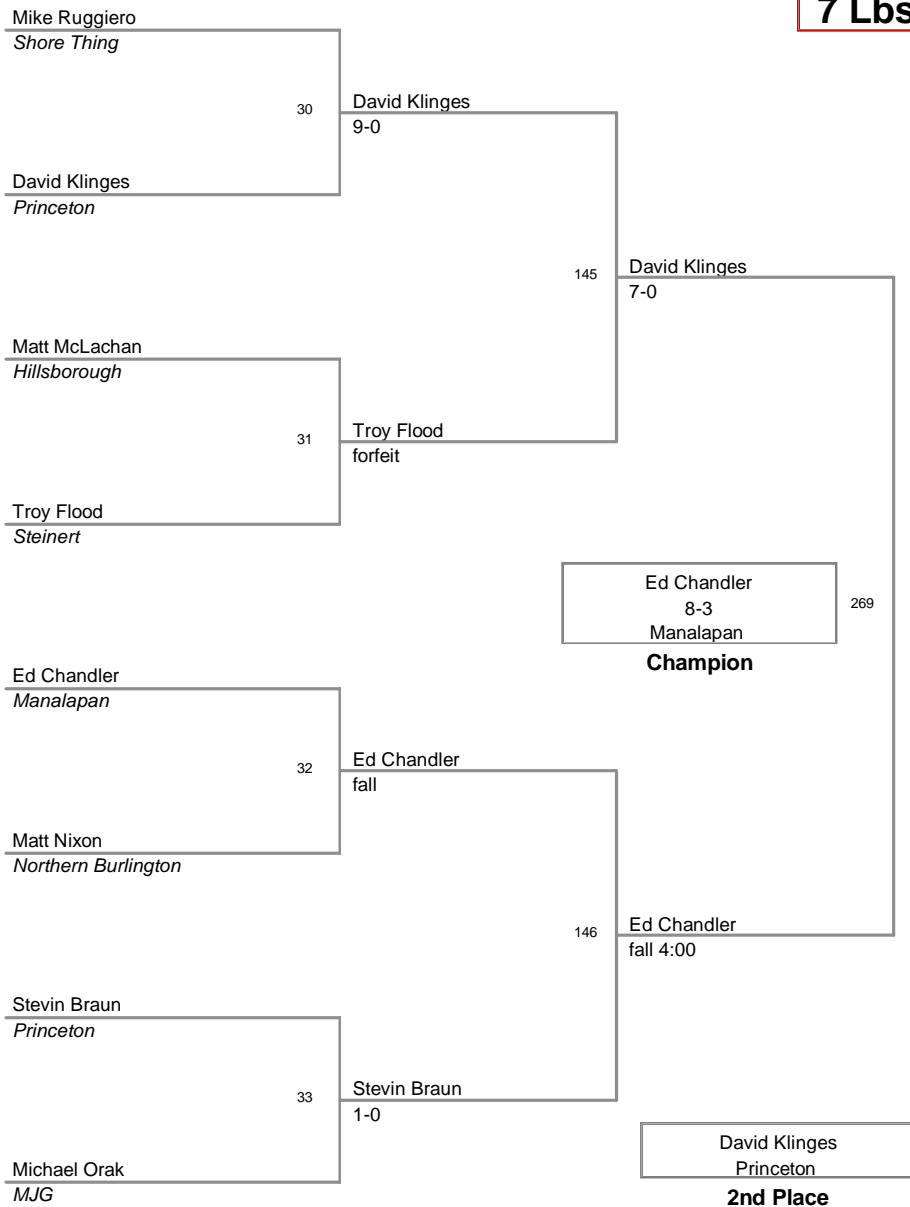 7 Lbs
Mike Ruggiero
Shore Thing
30
David Klinges
9-0
David Klinges
Princeton
145
David Klinges
7-0
Matt McLachan
Hillsborough
31
Troy Flood
forfeit
Troy Flood
Steinert
Ed Chandler
8-3
Manalapan
269
Champion
Ed Chandler
Manalapan
32
Ed Chandler
fall
Matt Nixon
Northern Burlington
146
Ed Chandler
fall 4:00
Stevin Braun
Princeton
33
Stevin Braun
1-0
Michael Orak
MJG
David Klinges
Princeton
2nd Place